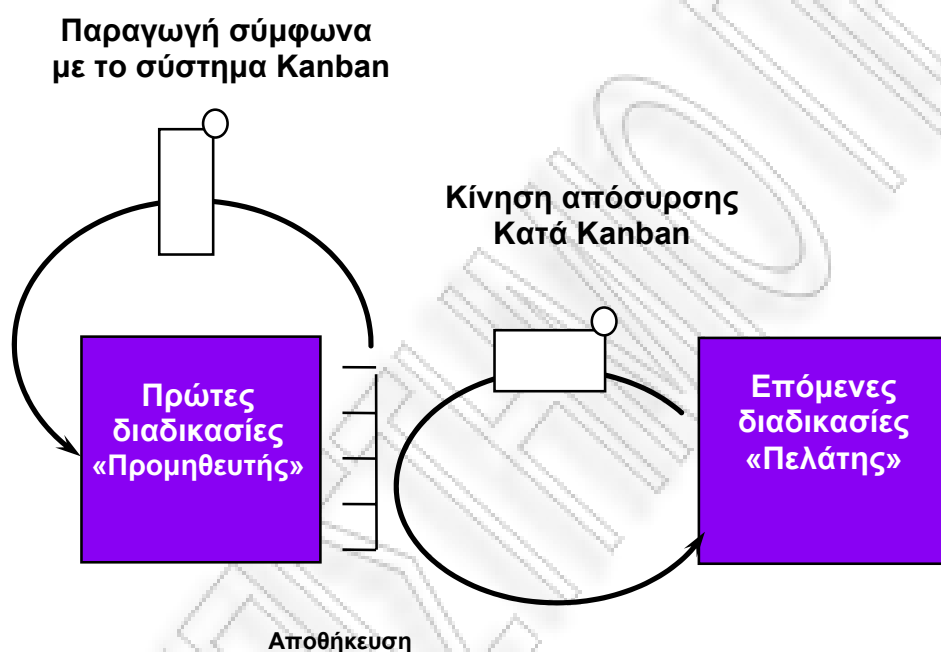 Παραγωγή σύμφωνα
με το σύστημα Kanban
Κίνηση απόσυρσης
Κατά Kanban
Πρώτες
διαδικασίες
«Προμηθευτής»
Επόμενες
διαδικασίες
«Πελάτης»
Αποθήκευση